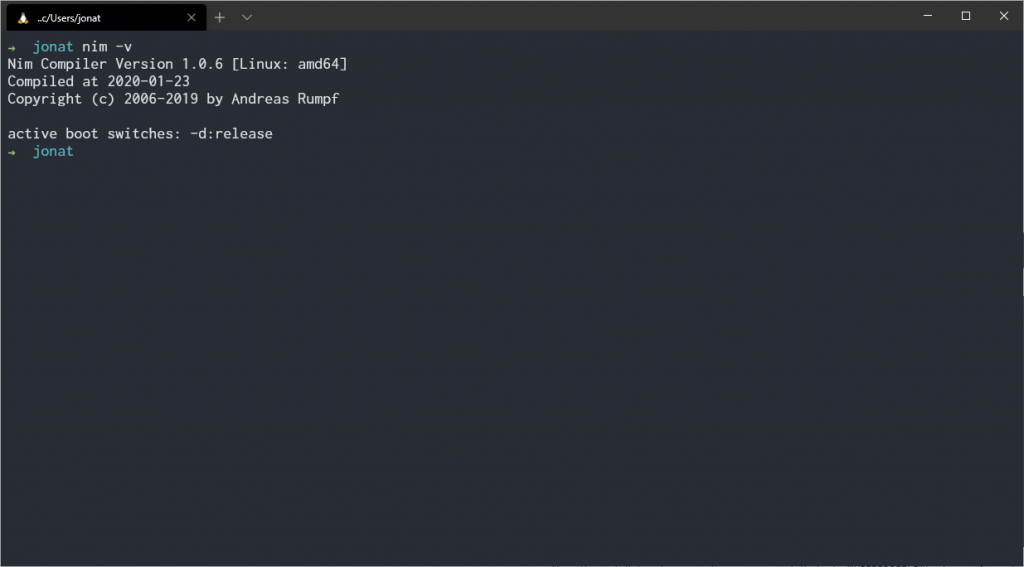 ..c/Users/jonat
→ jonat nim -v
Nim Compiler Version 1.0.6 [Linux: amd64]
Compiled at 2020-01-23
Copyright (c) 2006-2019 by Andreas Rumpf
active boot switches: -d:release
→ jonat